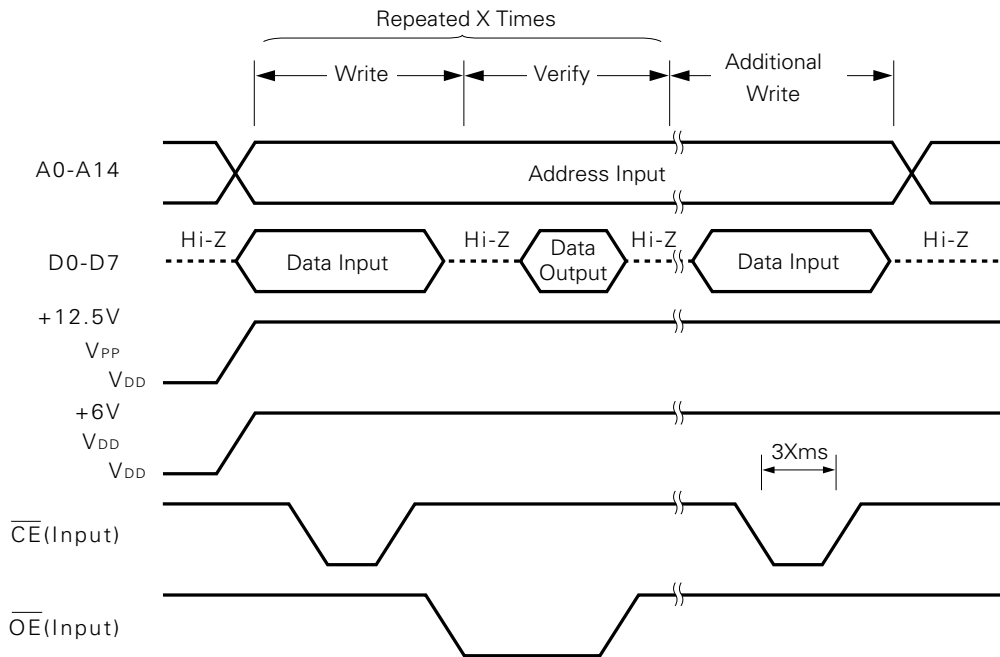 Repeated X Times
Write
Verify
Additional
Write
A0-A14
Address Input
Hi-Z
Hi-Z
Hi-Z
Hi-Z
D0-D7
Data Input
Data
Output
Data Input
+12.5V
VPP
VDD
+6V
VDD
VDD
3Xms
CE(Input)
OE(Input)